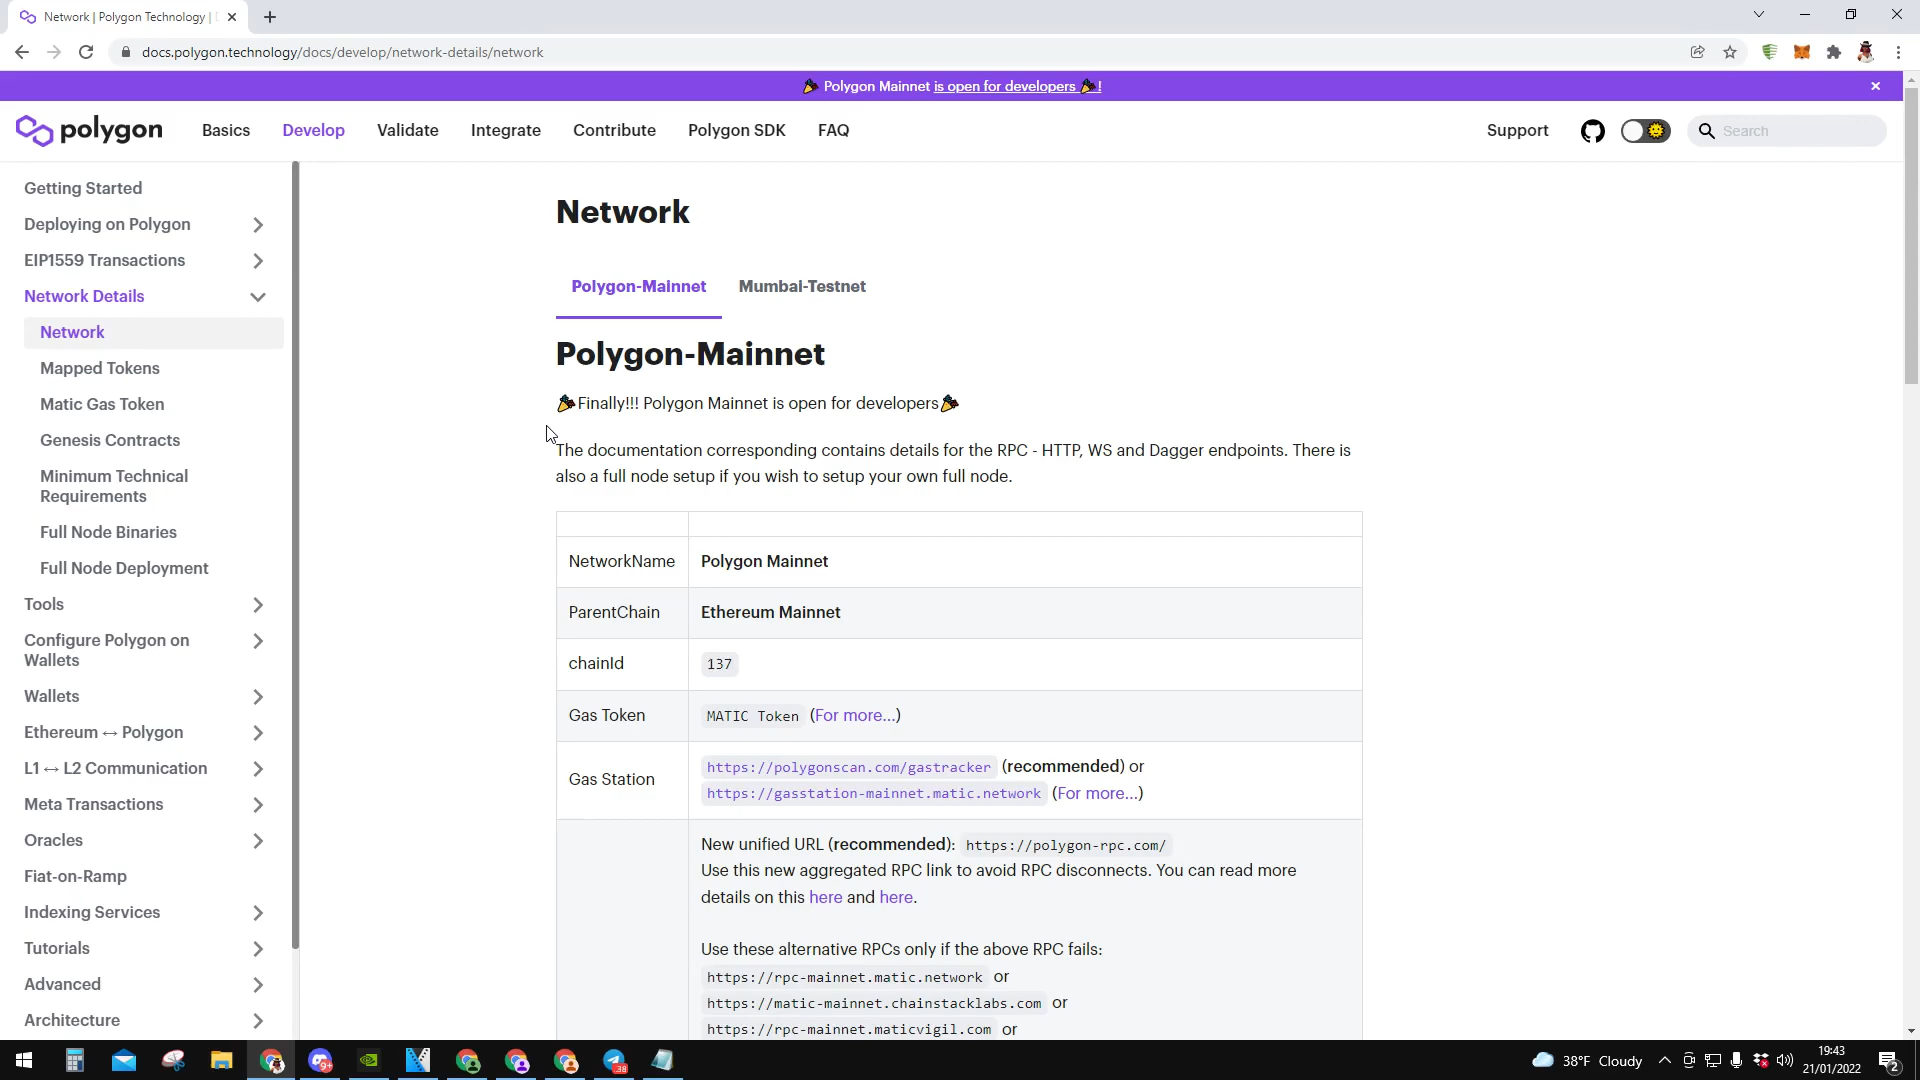 Network | Polygon Technology |
docs.polygon.technology/docs/develop/network-details/network
Polygon Mainnet is open for developers !
polygon
Basics
Develop
Validate
Integrate
Contribute
Polygon SDK
FAQ
Support
Search
Getting Started
Deploying on Polygon
EIP1559 Transactions
Network Details
Network
Mapped Tokens
Matic Gas Token
Genesis Contracts
Minimum Technical
Requirements
Full Node Binaries
Full Node Deployment
Tools
Configure Polygon on
Wallets
Wallets
Ethereum ↔ Polygon
L1 ↔ L2 Communication
Meta Transactions
Oracles
Fiat-on-Ramp
Indexing Services
Tutorials
Advanced
Architecture
Network
Polygon-Mainnet
Mumbai-Testnet
Polygon-Mainnet
🎉Finally!!! Polygon Mainnet is open for developers🎉
The documentation corresponding contains details for the RPC - HTTP, WS and Dagger endpoints. There is
also a full node setup if you wish to setup your own full node.
NetworkName Polygon Mainnet
ParentChain Ethereum Mainnet
chainId 137
Gas Token MATIC Token (For more...)
Gas Station
https://polygonscan.com/gastracker (recommended) or
https://gasstation-mainnet.matic.network (For more...)
New unified URL (recommended): https://polygon-rpc.com/
Use this new aggregated RPC link to avoid RPC disconnects. You can read more
details on this here and here.
Use these alternative RPCs only if the above RPC fails:
https://rpc-mainnet.matic.network or
https://matic-mainnet.chainstacklabs.com or
https://rpc-mainnet.maticvigil.com or
9+
38
38°F Cloudy
19:43
21/01/2022
2